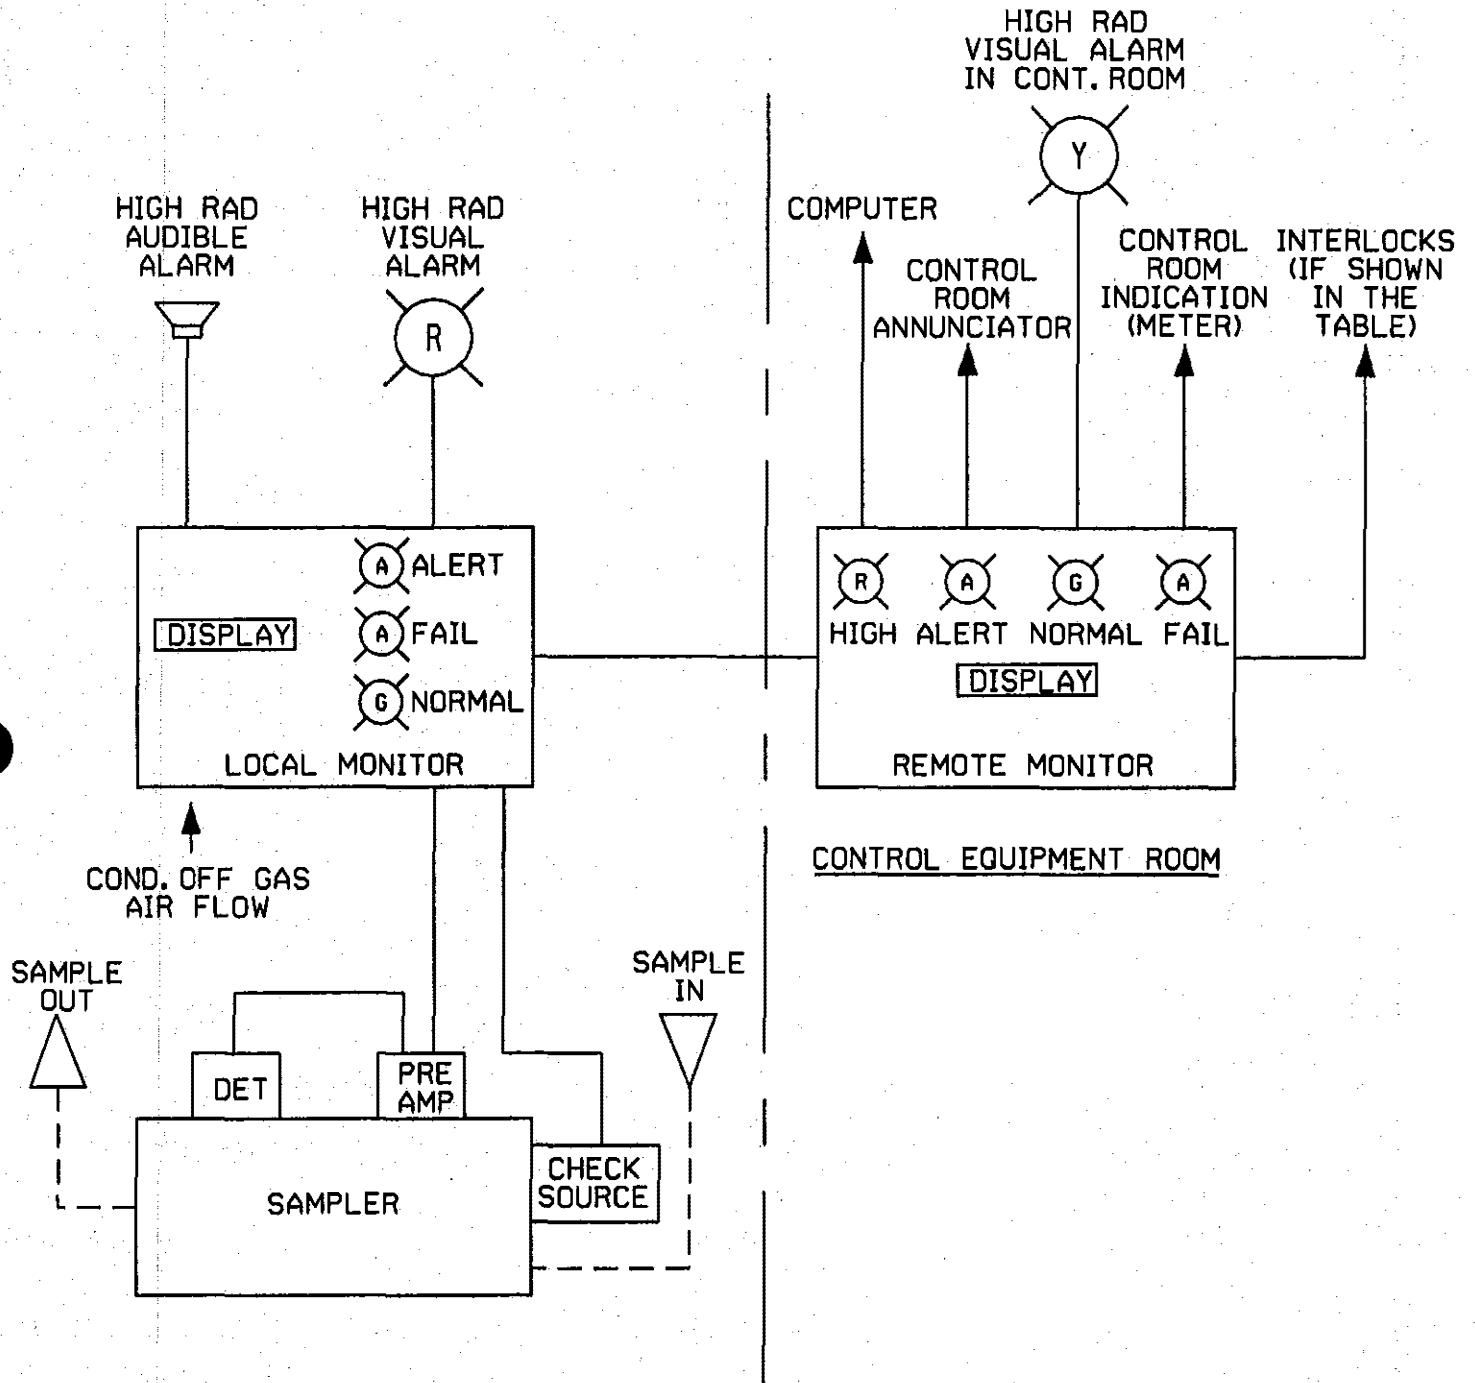 HIGH RAD
VISUAL ALARM
IN CONT. ROOM
Y
HIGH RAD
AUDIBLE
ALARM
HIGH RAD
VISUAL
ALARM
R
COMPUTER
CONTROL
ROOM
ANNUNCIATOR
CONTROL
ROOM
INDICATION
(METER)
INTERLOCKS
(IF SHOWN
IN THE
TABLE)
A ALERT
DISPLAY
A FAIL
G NORMAL
LOCAL MONITOR
R A G A
HIGH ALERT NORMAL FAIL
DISPLAY
REMOTE MONITOR
CONTROL EQUIPMENT ROOM
COND. OFF GAS
AIR FLOW
SAMPLE
OUT
SAMPLE
IN
DET
PRE
AMP
CHECK
SOURCE
SAMPLER